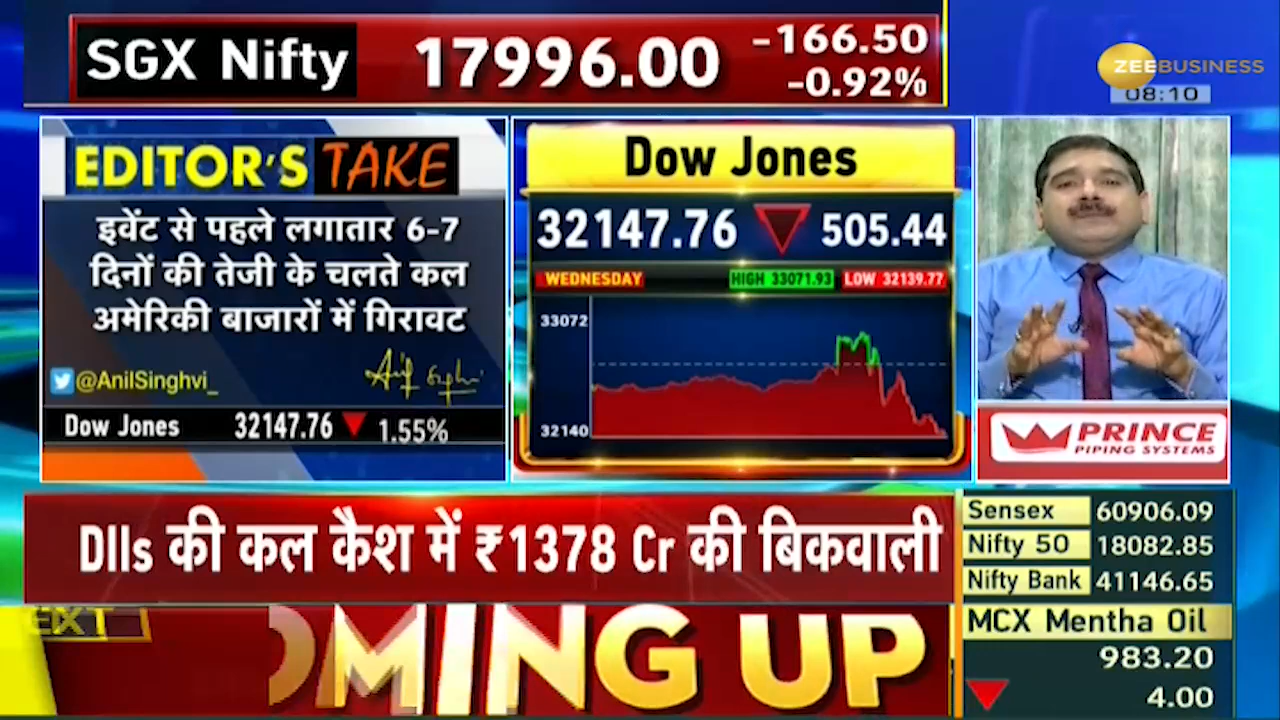 SGX Nifty 17996.00 -166.50
-0.92%
ZEEBUSINESS
08:10
EDITOR'S TAKE
इवेंट से पहले लगातार 6-7
दिनों की तेजी के चलते कल
अमेरिकी बाजारों में गिरावट
@AnilSinghvi_
Dow Jones 32147.76 1.55%
Dow Jones
32147.76 505.44
WEDNESDAY HIGH 33071.93 LOW 32139.77
33072
32140
PRINCE
PIPING SYSTEMS
DIIs की कल कैश में ₹1378 Cr की बिकवाली
OMING UP
Sensex 60906.09
Nifty 50 18082.85
Nifty Bank 41146.65
MCX Mentha Oil
983.20
4.00